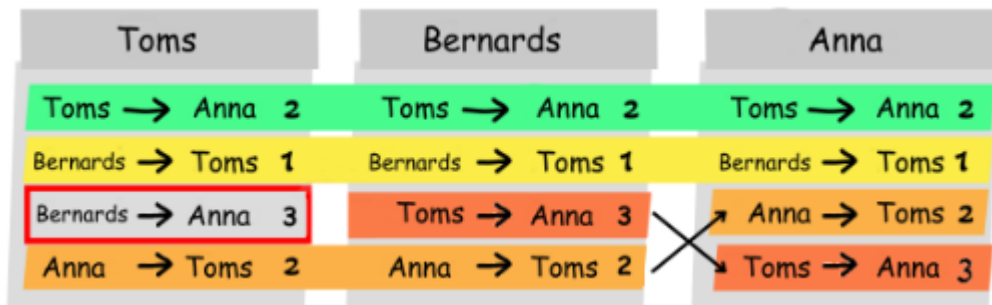 Toms Bernards Anna
Toms → Anna 2 Toms → Anna 2 Toms → Anna 2
Bernards → Toms 1 Bernards → Toms 1 Bernards → Toms 1
Bernards → Anna 3 Toms → Anna 3 Anna → Toms 2
Anna → Toms 2 Anna → Toms 2 Toms → Anna 3